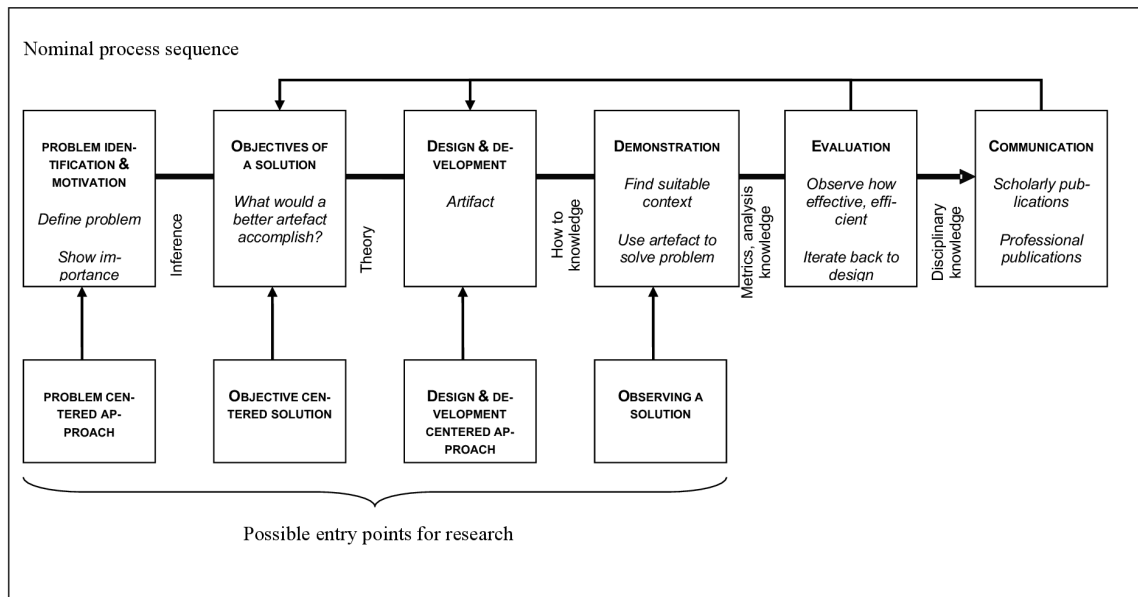 Nominal process sequence
PROBLEM IDEN-
TIFICATION &
MOTIVATION
Define problem
Show im-
portance
Inference
OBJECTIVES OF
A SOLUTION
What would a
better artefact
accomplish?
Theory
DESIGN & DE-
VELOPMENT
Artifact
How to
knowledge
DEMONSTRATION
Find suitable
context
Use artefact to
solve problem
Metrics, analysis
knowledge
EVALUATION
Observe how
effective, effi-
cient
Iterate back to
design
Disciplinary
knowledge
COMMUNICATION
Scholarly pub-
lications
Professional
publications
PROBLEM CEN-
TERED AP-
PROACH
OBJECTIVE CEN-
TERED SOLUTION
DESIGN & DE-
VELOPMENT
CENTERED AP-
PROACH
OBSERVING A
SOLUTION
Possible entry points for research